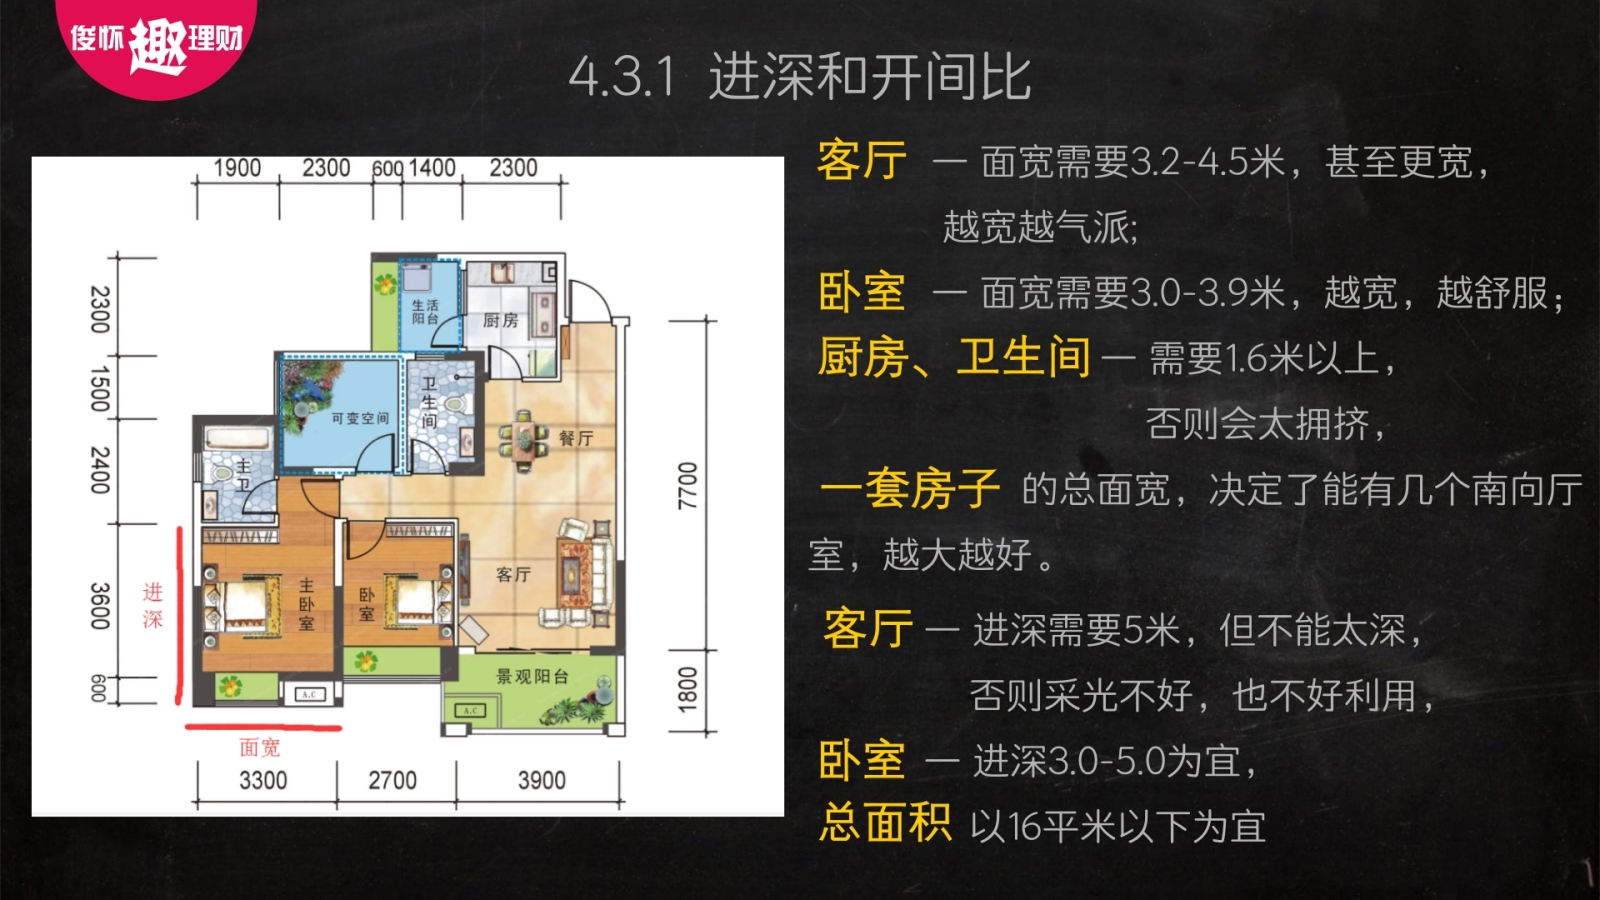 俊怀趣理财
4.3.1 进深和开间比
1900 2300 600 1400 2300
2300
1500
2400
3600
600
7700
1800
3300 2700 3900
生活
阳台
厨房
可变空间
卫生间
餐厅
主卫
客厅
主卧室
卧室
景观阳台
A.C
A.C
进深
面宽
客厅 — 面宽需要3.2-4.5米，甚至更宽，
越宽越气派;
卧室 — 面宽需要3.0-3.9米，越宽，越舒服；
厨房、卫生间 — 需要1.6米以上，
否则会太拥挤，
一套房子 的总面宽，决定了能有几个南向厅
室，越大越好。
客厅 — 进深需要5米，但不能太深，
否则采光不好，也不好利用，
卧室 — 进深3.0-5.0为宜，
总面积 以16平米以下为宜